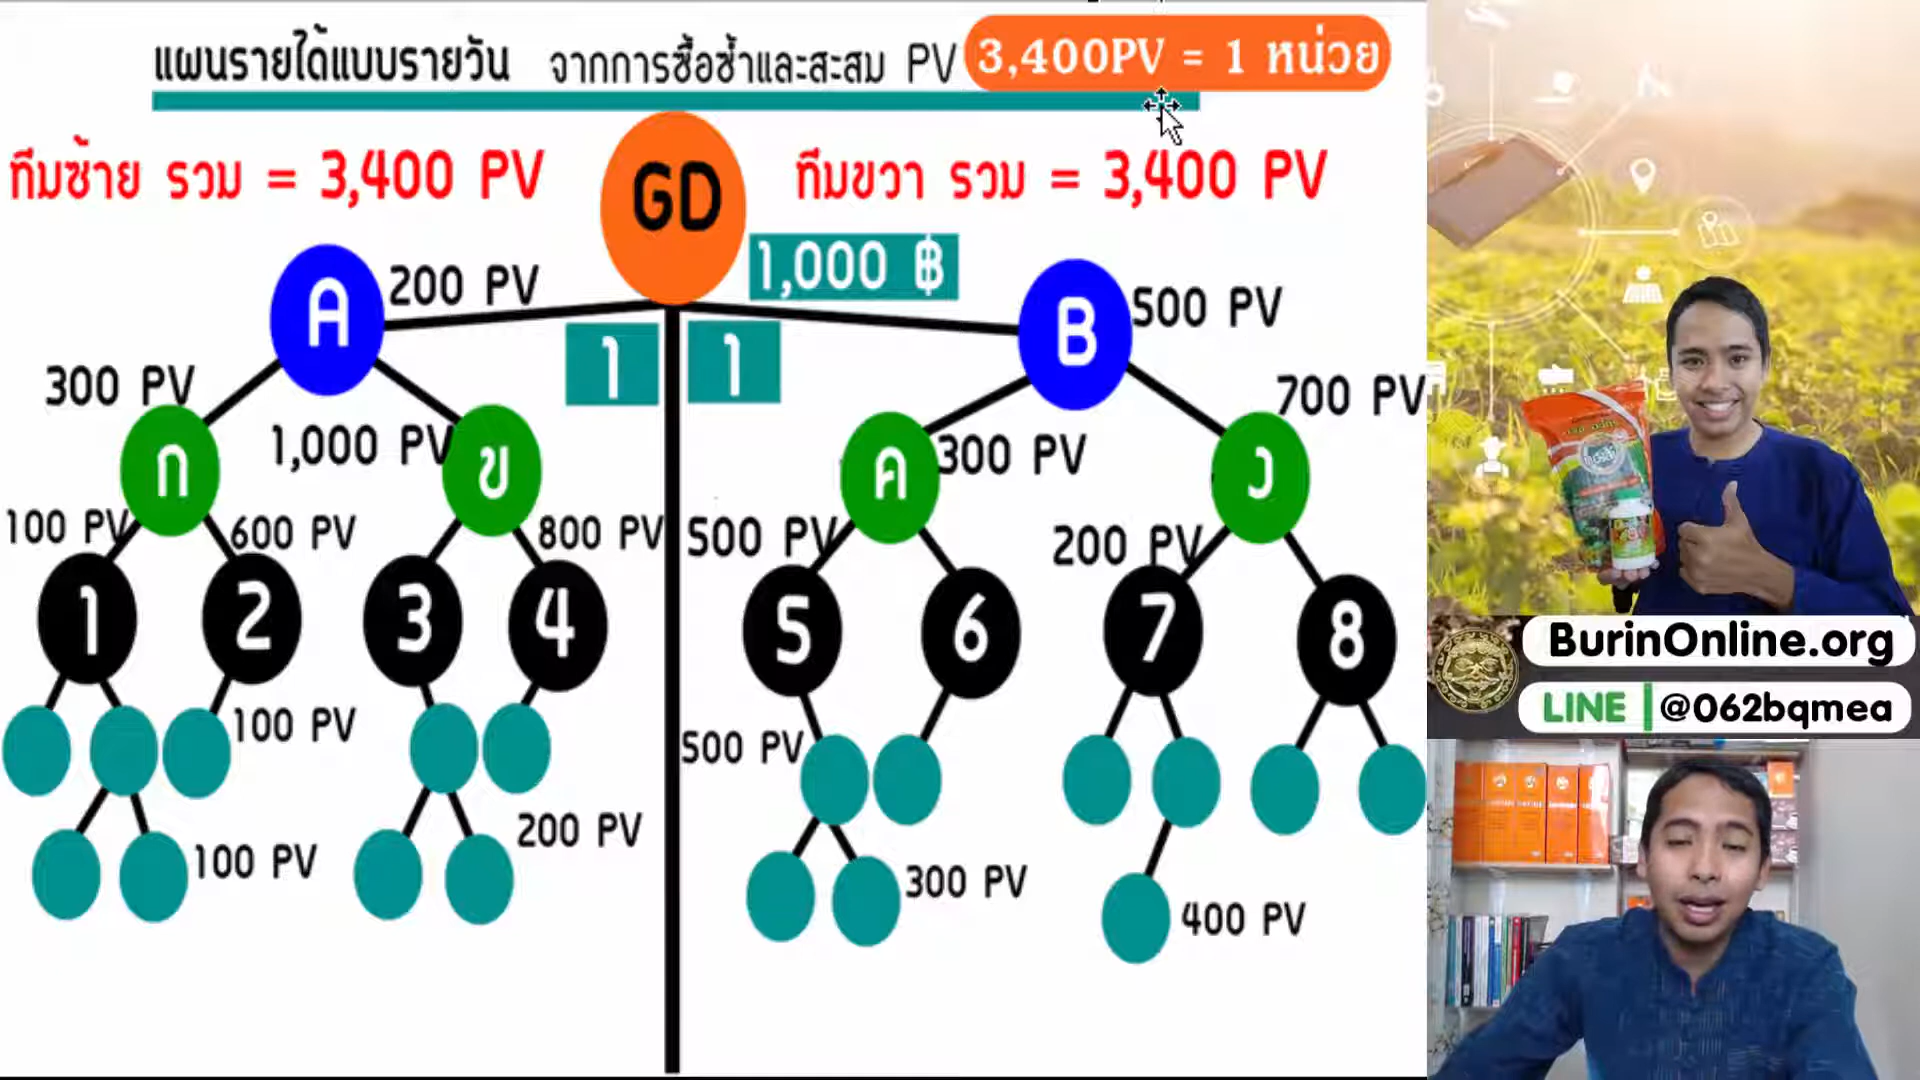 แผนรายได้แบบรายวัน จากการซื้อซ้ำและสะสม PV
3,400PV = 1 หน่วย
ทีมซ้าย รวม = 3,400 PV
GD
ทีมขวา รวม = 3,400 PV
1,000 ฿
A
200 PV
B
500 PV
1
1
300 PV
700 PV
ก
1,000 PV
ข
ค
300 PV
ง
100 PV
600 PV
800 PV
500 PV
200 PV
1
2
3
4
5
6
7
8
100 PV
500 PV
200 PV
100 PV
300 PV
400 PV
BurinOnline.org
LINE @062bqmea